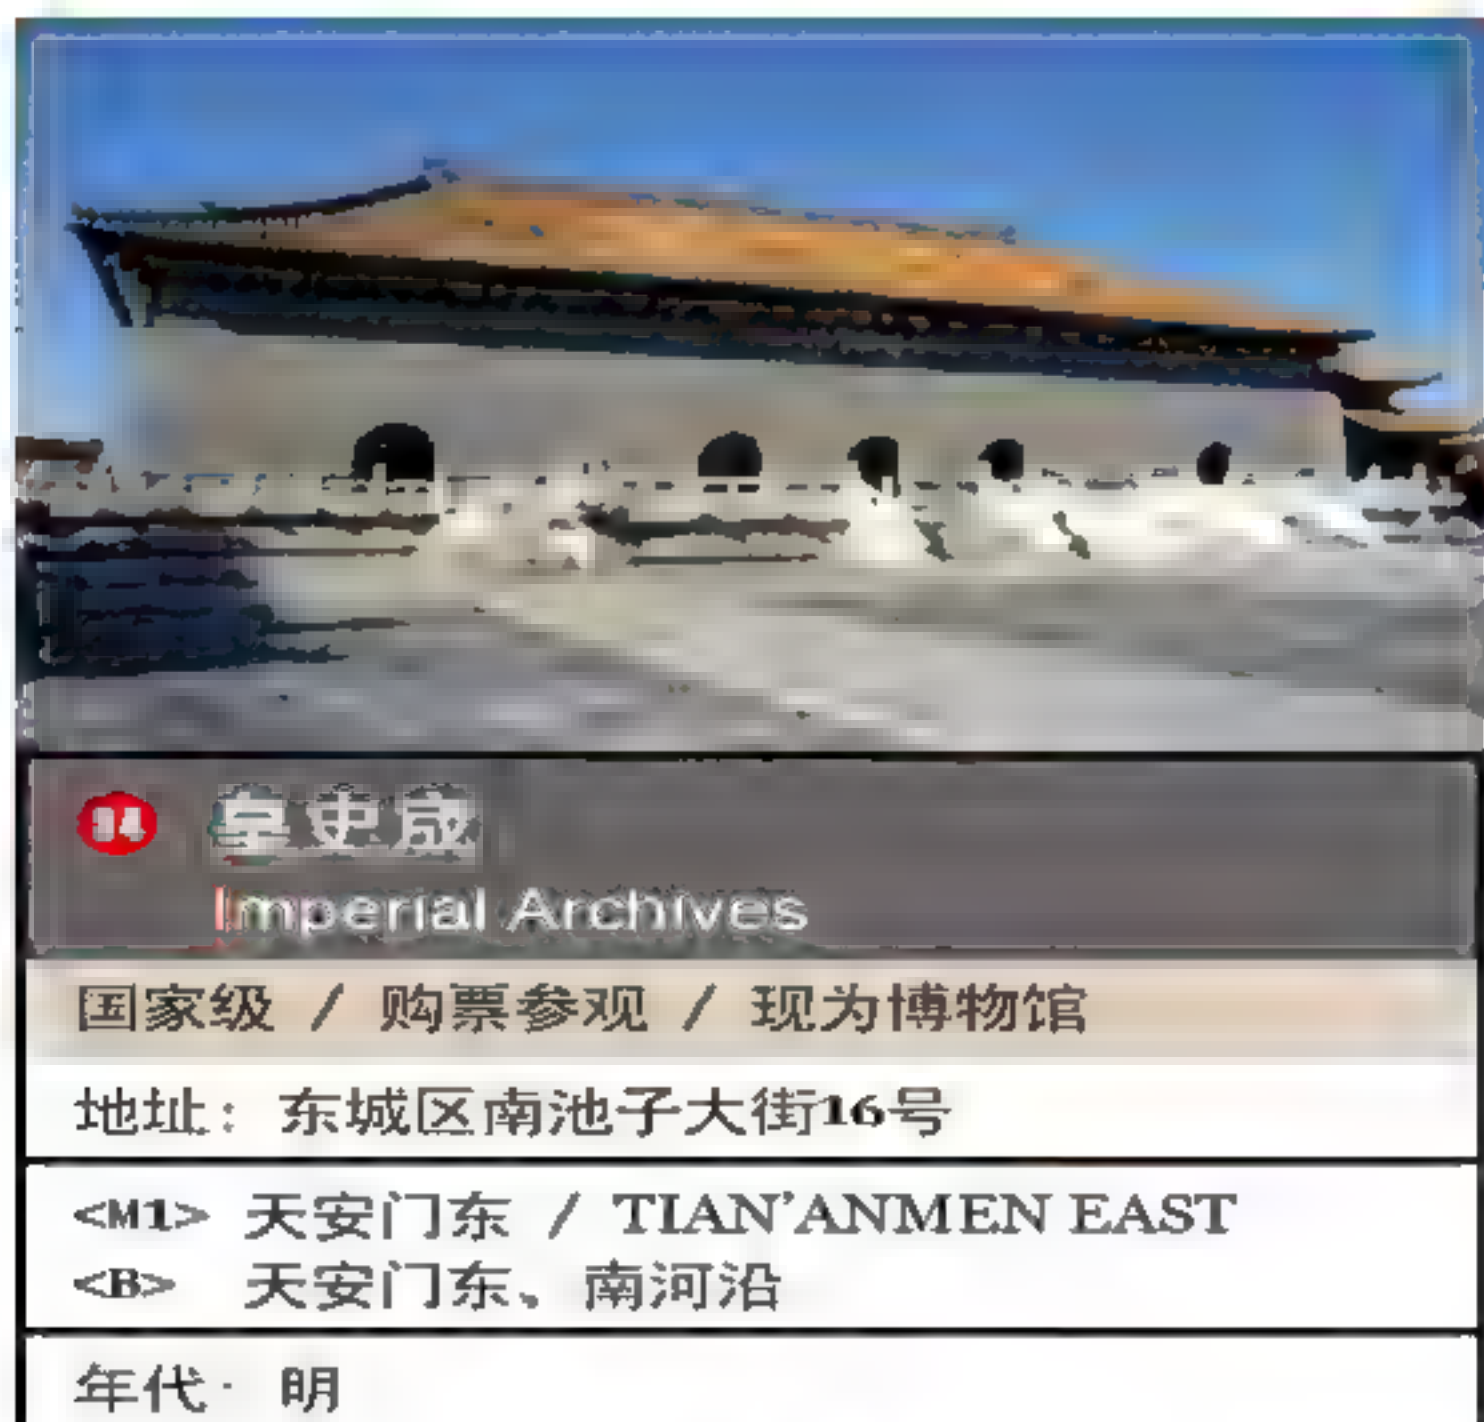 皇史宬
Imperial Archives
国家级 / 购票参观 / 现为博物馆
地址：东城区南池子大街16号
<M1> 天安门东 / TIAN'ANMEN EAST
<B> 天安门东、南河沿
年代: 明